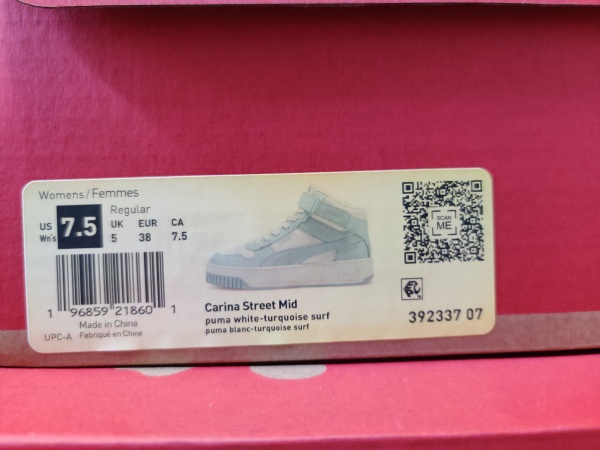 Womens/Femmes
Regular
US Wn's 7.5
UK 5
EUR 38
CA 7.5
1 96859 21860 1
Made in China
UPC-A Fabriqué en Chine
Carina Street Mid
puma white-turquoise surf
puma blanc-turquoise surf
SCAN ME
392337 07